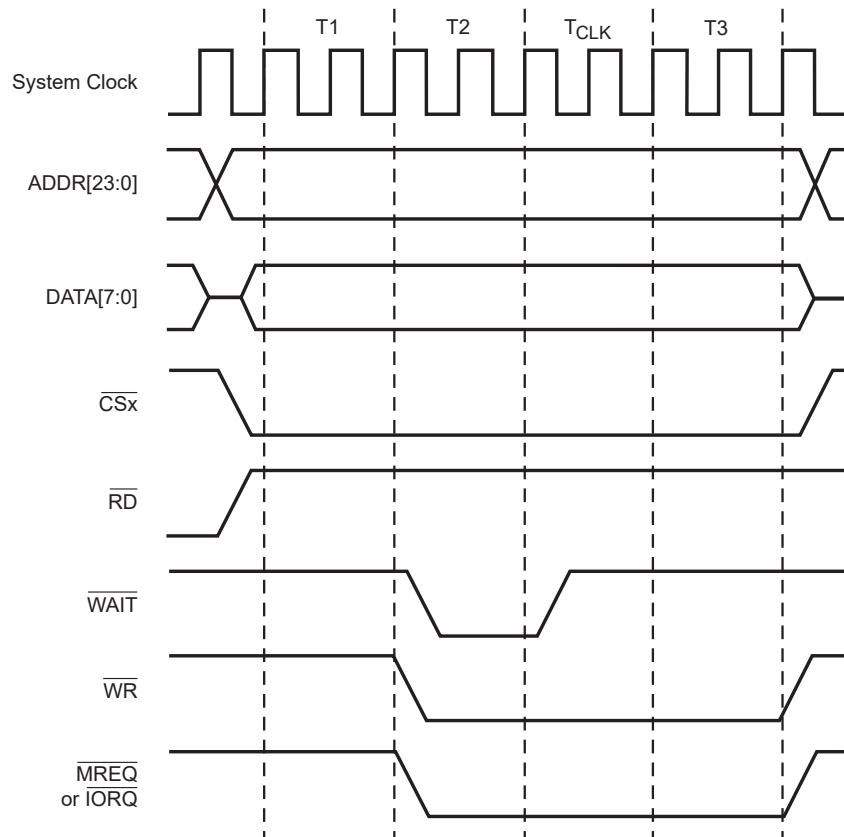 T1 T2 TCLK T3
System Clock
ADDR[23:0]
DATA[7:0]
CSx
RD
WAIT
WR
MREQ
or IORQ